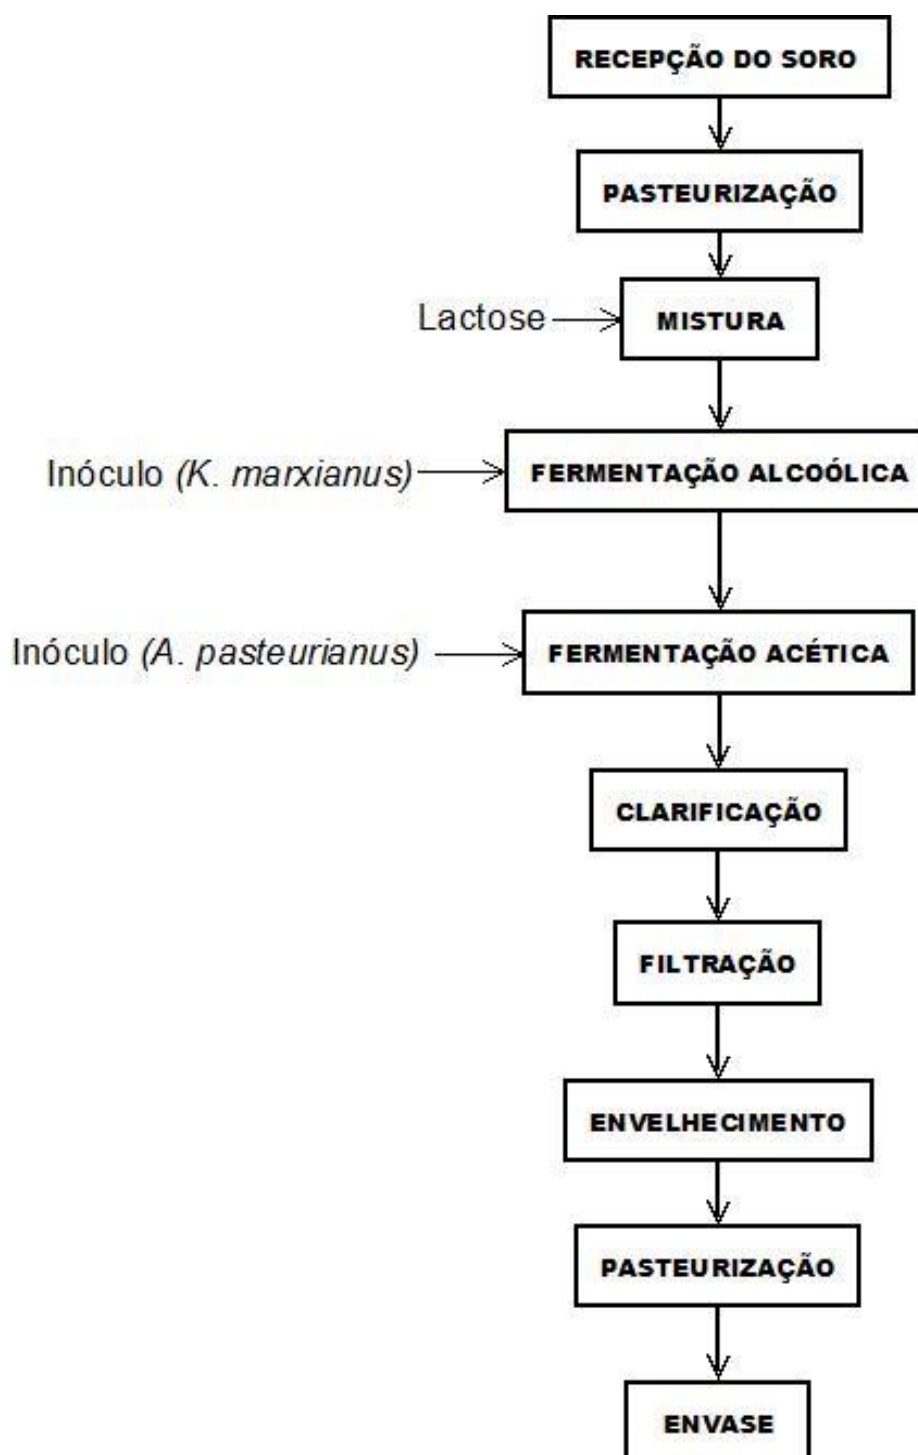 RECEPÇÃO DO SORO
PASTEURIZAÇÃO
Lactose
MISTURA
Inóculo (K. marxianus)
FERMENTAÇÃO ALCOÓLICA
Inóculo (A. pasteurianus)
FERMENTAÇÃO ACÉTICA
CLARIFICAÇÃO
FILTRAÇÃO
ENVELHECIMENTO
PASTEURIZAÇÃO
ENVASE